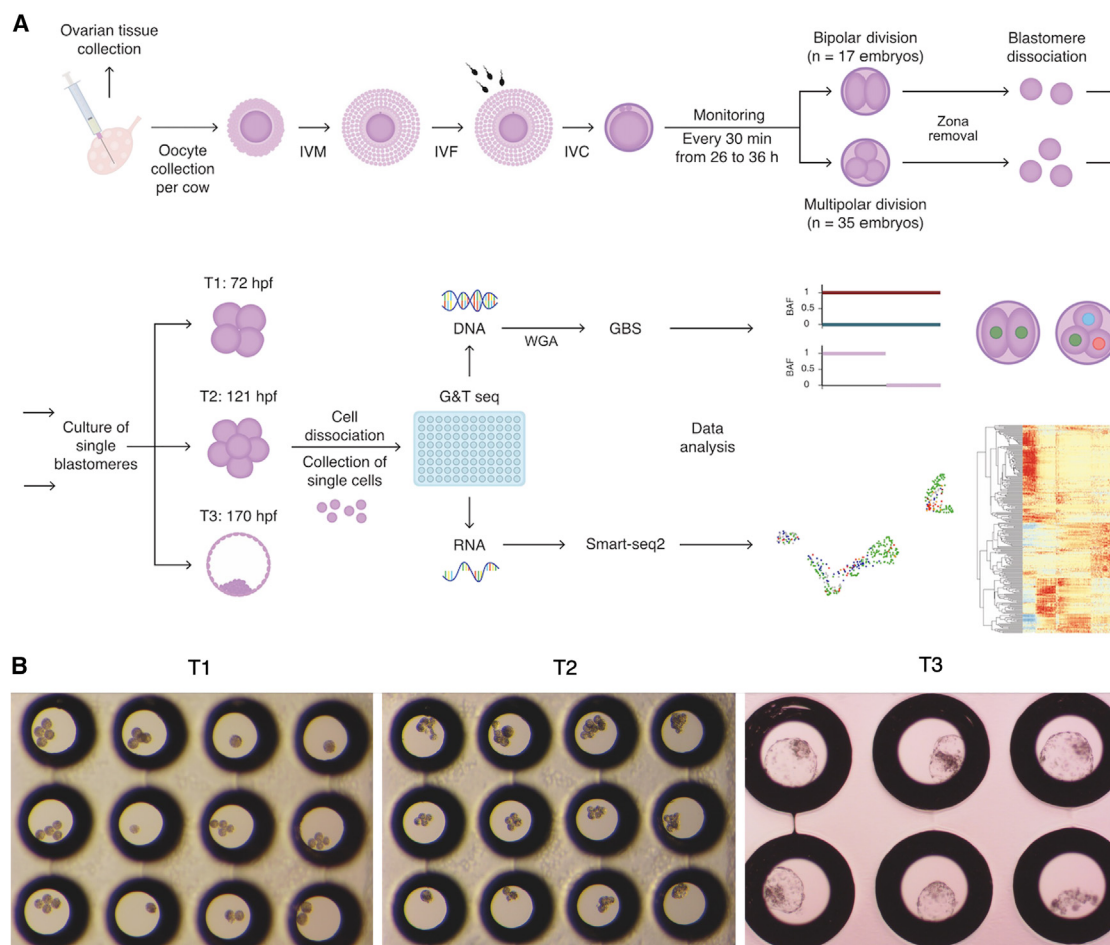 A
Ovarian tissue
collection
Oocyte
collection
per cow
IVM
IVF
IVC
Monitoring
Every 30 min
from 26 to 36 h
Bipolar division
(n = 17 embryos)
Multipolar division
(n = 35 embryos)
Zona
removal
Blastomere
dissociation
Culture of
single
blastomeres
T1: 72 hpf
T2: 121 hpf
T3: 170 hpf
Cell
dissociation
Collection of
single cells
DNA
WGA
GBS
G&T seq
RNA
Smart-seq2
Data
analysis
BAF
1
0.5
0
BAF
1
0.5
0
B
T1
T2
T3